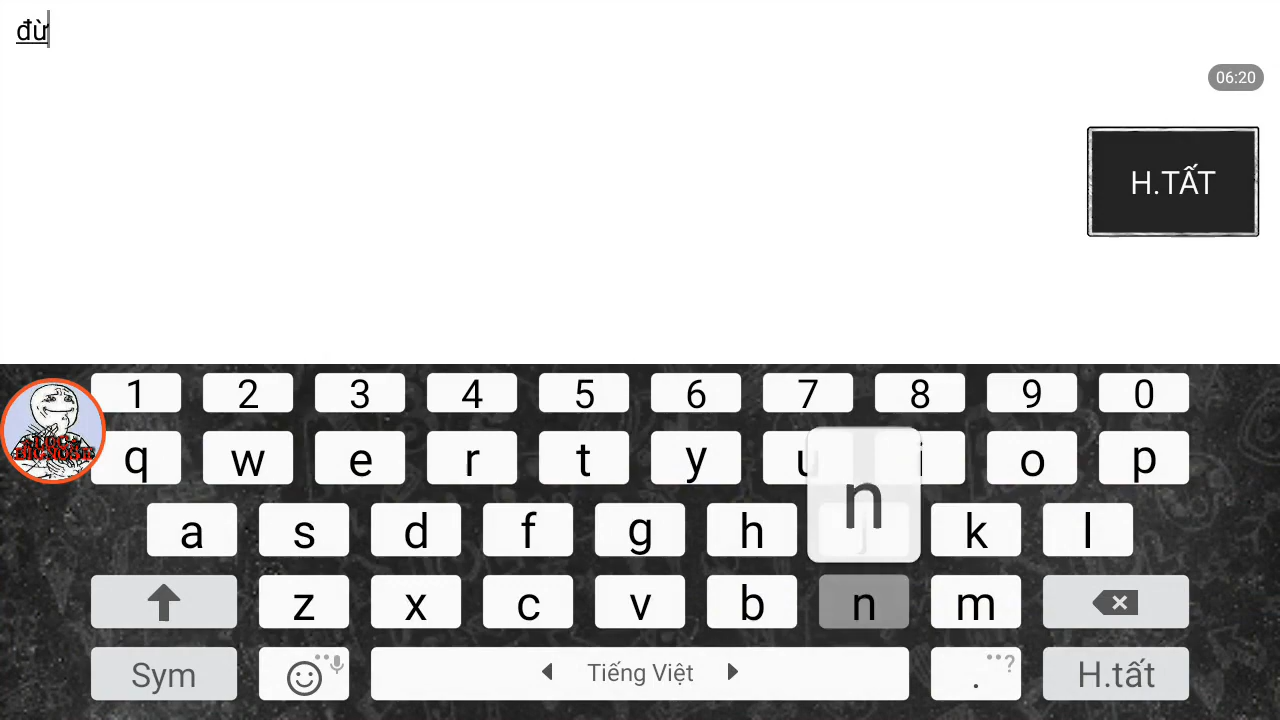 đừ
06:20
H.TẤT
1 2 3 4 5 6 7 8 9 0
q w e r t y u i o p
n
a s d f g h j k l
z x c v b n m
Sym Tiếng Việt . ? H.tất